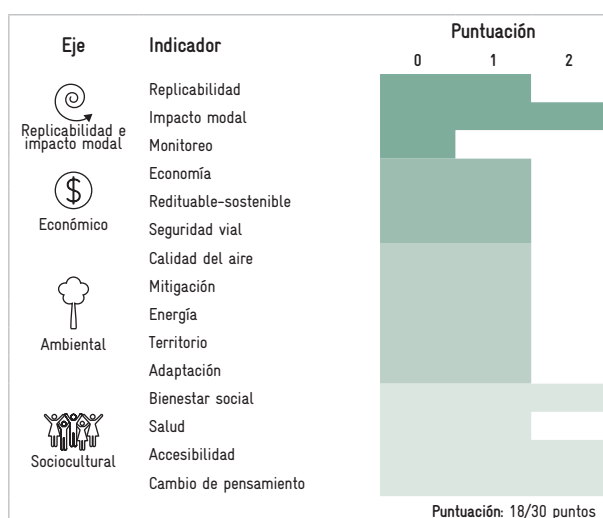 Eje Indicador Puntuación
0 1 2
Replicabilidad
Impacto modal
Monitoreo
Replicabilidad e
impacto modal
Economía
Redituable-sostenible
Seguridad vial
$
Económico
Calidad del aire
Mitigación
Energía
Territorio
Adaptación
Ambiental
Bienestar social
Salud
Accesibilidad
Cambio de pensamiento
Sociocultural
Puntuación: 18/30 puntos